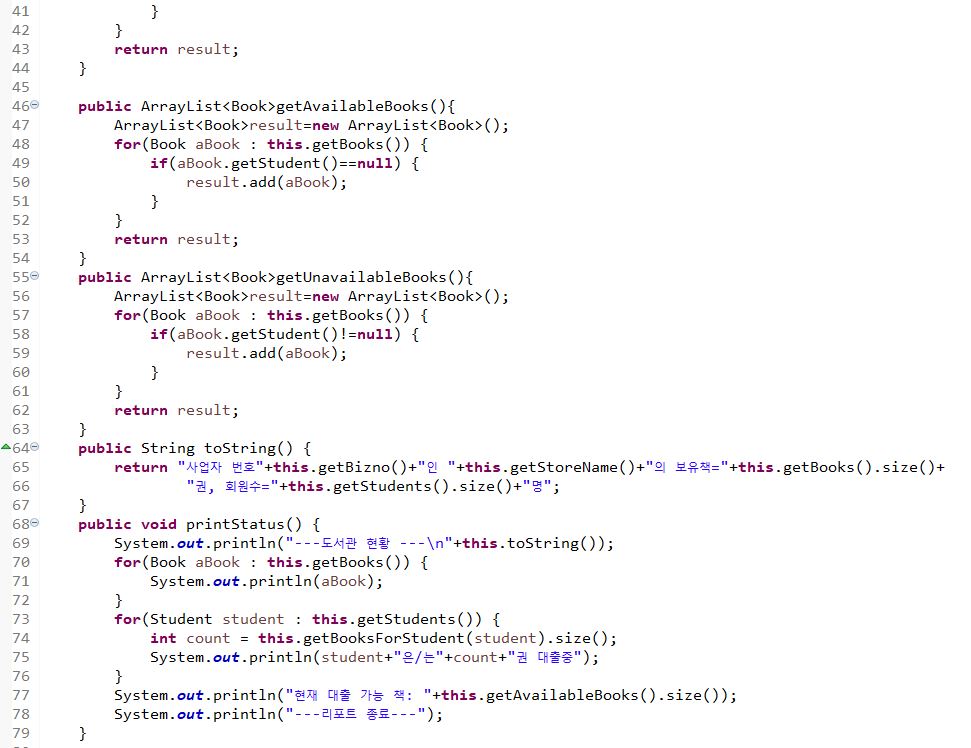 41             }
42         }
43         return result;
44     }
45
46     public ArrayList<Book>getAvailableBooks(){
47         ArrayList<Book>result=new ArrayList<Book>();
48         for(Book aBook : this.getBooks()) {
49             if(aBook.getStudent()==null) {
50                 result.add(aBook);
51             }
52         }
53         return result;
54     }
55     public ArrayList<Book>getUnavailableBooks(){
56         ArrayList<Book>result=new ArrayList<Book>();
57         for(Book aBook : this.getBooks()) {
58             if(aBook.getStudent()!=null) {
59                 result.add(aBook);
60             }
61         }
62         return result;
63     }
64     public String toString() {
65         return "사업자 번호"+this.getBizno()+"인 "+this.getStoreName()+"의 보유책="+this.getBooks().size()+
66                 "권, 회원수="+this.getStudents().size()+"명";
67     }
68     public void printStatus() {
69         System.out.println("---도서관 현황 ---\n"+this.toString());
70         for(Book aBook : this.getBooks()) {
71             System.out.println(aBook);
72         }
73         for(Student student : this.getStudents()) {
74             int count = this.getBooksForStudent(student).size();
75             System.out.println(student+"은/는"+count+"권 대출중");
76         }
77         System.out.println("현재 대출 가능 책: "+this.getAvailableBooks().size());
78         System.out.println("---리포트 종료---");
79     }